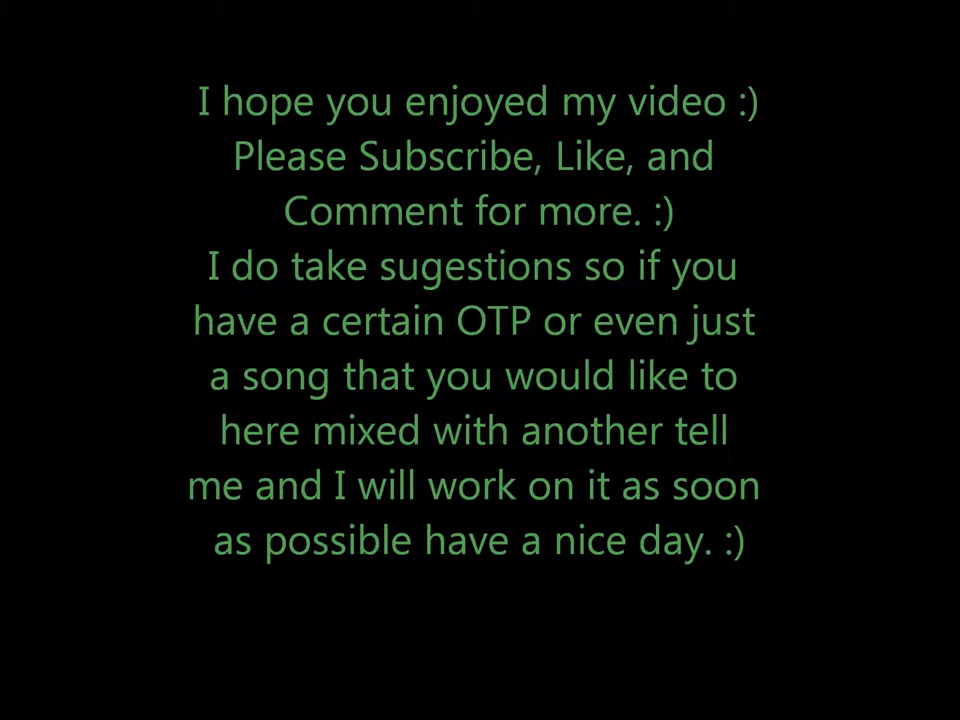 I hope you enjoyed my video :)
Please Subscribe, Like, and
Comment for more. :)
I do take sugestions so if you
have a certain OTP or even just
a song that you would like to
here mixed with another tell
me and I will work on it as soon
as possible have a nice day. :)